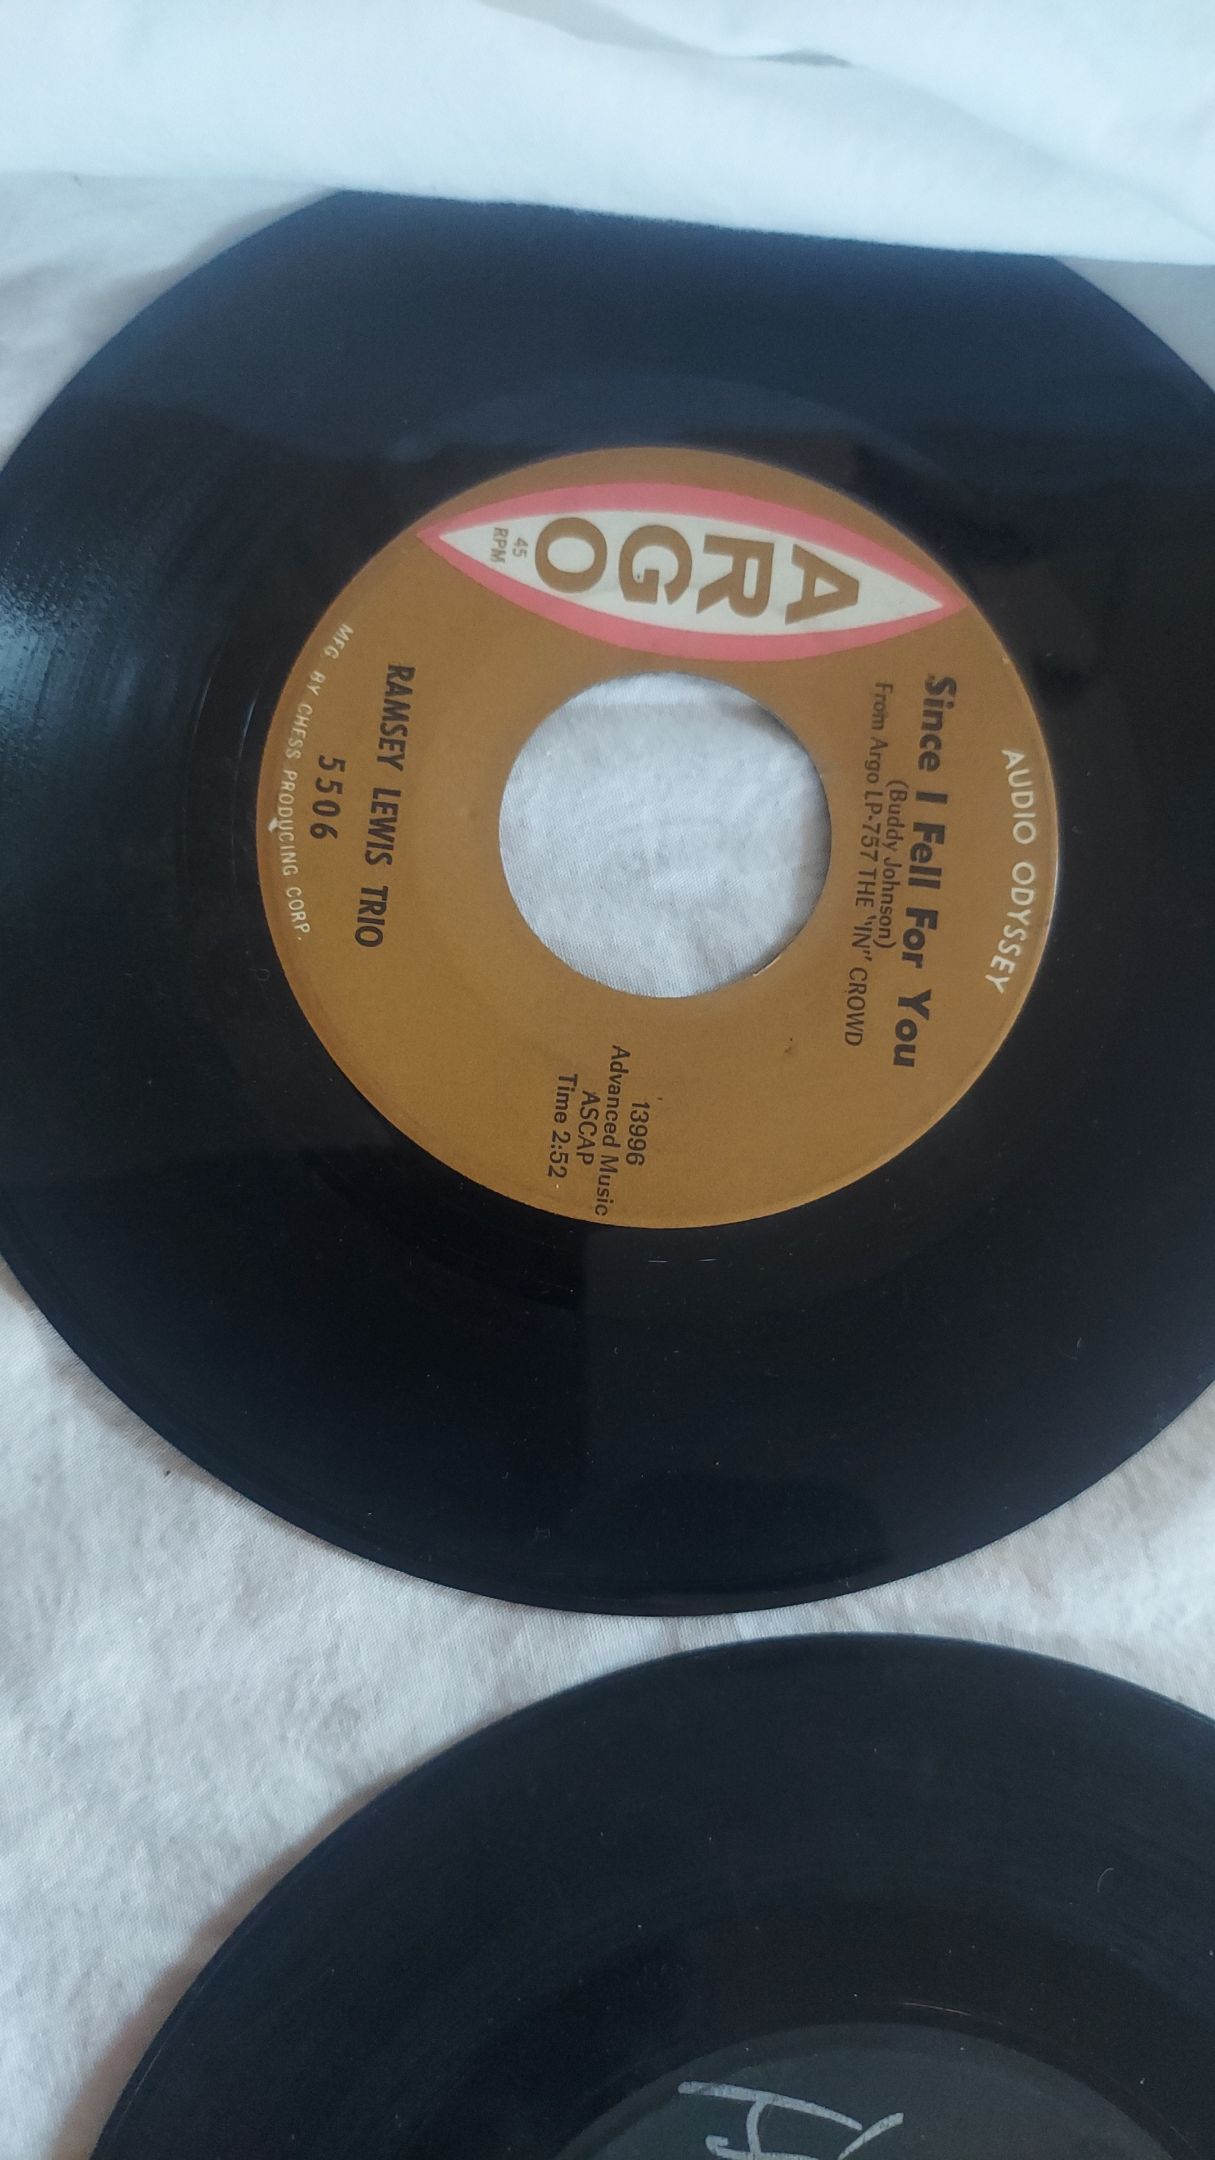 AUDIO ODYSSEY
ARGO
45
RPM
Since I Fell For You
(Buddy Johnson)
From Argo LP-757 THE "IN" CROWD
13996
Advanced Music
ASCAP
Time 2:52
RAMSEY LEWIS TRIO
5506
MFG BY CHESS PRODUCING CORP.